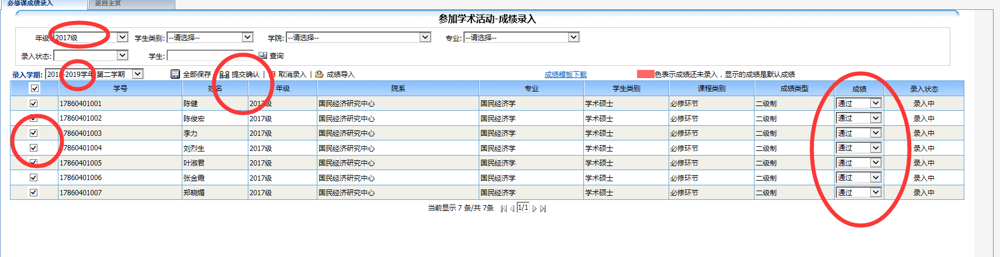 必修课成绩录入 返回主页
参加学术活动-成绩录入
年级: 2017级 学生类别: --请选择-- 学院: --请选择-- 专业: --请选择--
录入状态: 学生: 查询
录入学期: 2018-2019学年 第二学期 全部保存 提交确认 | 取消录入 | 成绩导入 成绩模板下载 色表示成绩还未录入，显示的成绩是默认成绩
学号 姓名 年级 院系 专业 学生类别 课程类别 成绩类型 成绩 录入状态
17860401001 陈健 2017级 国民经济研究中心 国民经济学 学术硕士 必修环节 二级制 通过 录入中
17860401002 陈俊宏 2017级 国民经济研究中心 国民经济学 学术硕士 必修环节 二级制 通过 录入中
17860401003 李力 2017级 国民经济研究中心 国民经济学 学术硕士 必修环节 二级制 通过 录入中
17860401004 刘烈生 2017级 国民经济研究中心 国民经济学 学术硕士 必修环节 二级制 通过 录入中
17860401005 叶淑君 2017级 国民经济研究中心 国民经济学 学术硕士 必修环节 二级制 通过 录入中
17860401006 张金霞 2017级 国民经济研究中心 国民经济学 学术硕士 必修环节 二级制 通过 录入中
17860401007 郑晓媚 2017级 国民经济研究中心 国民经济学 学术硕士 必修环节 二级制 通过 录入中
当前显示 7 条/共 7条 1/1